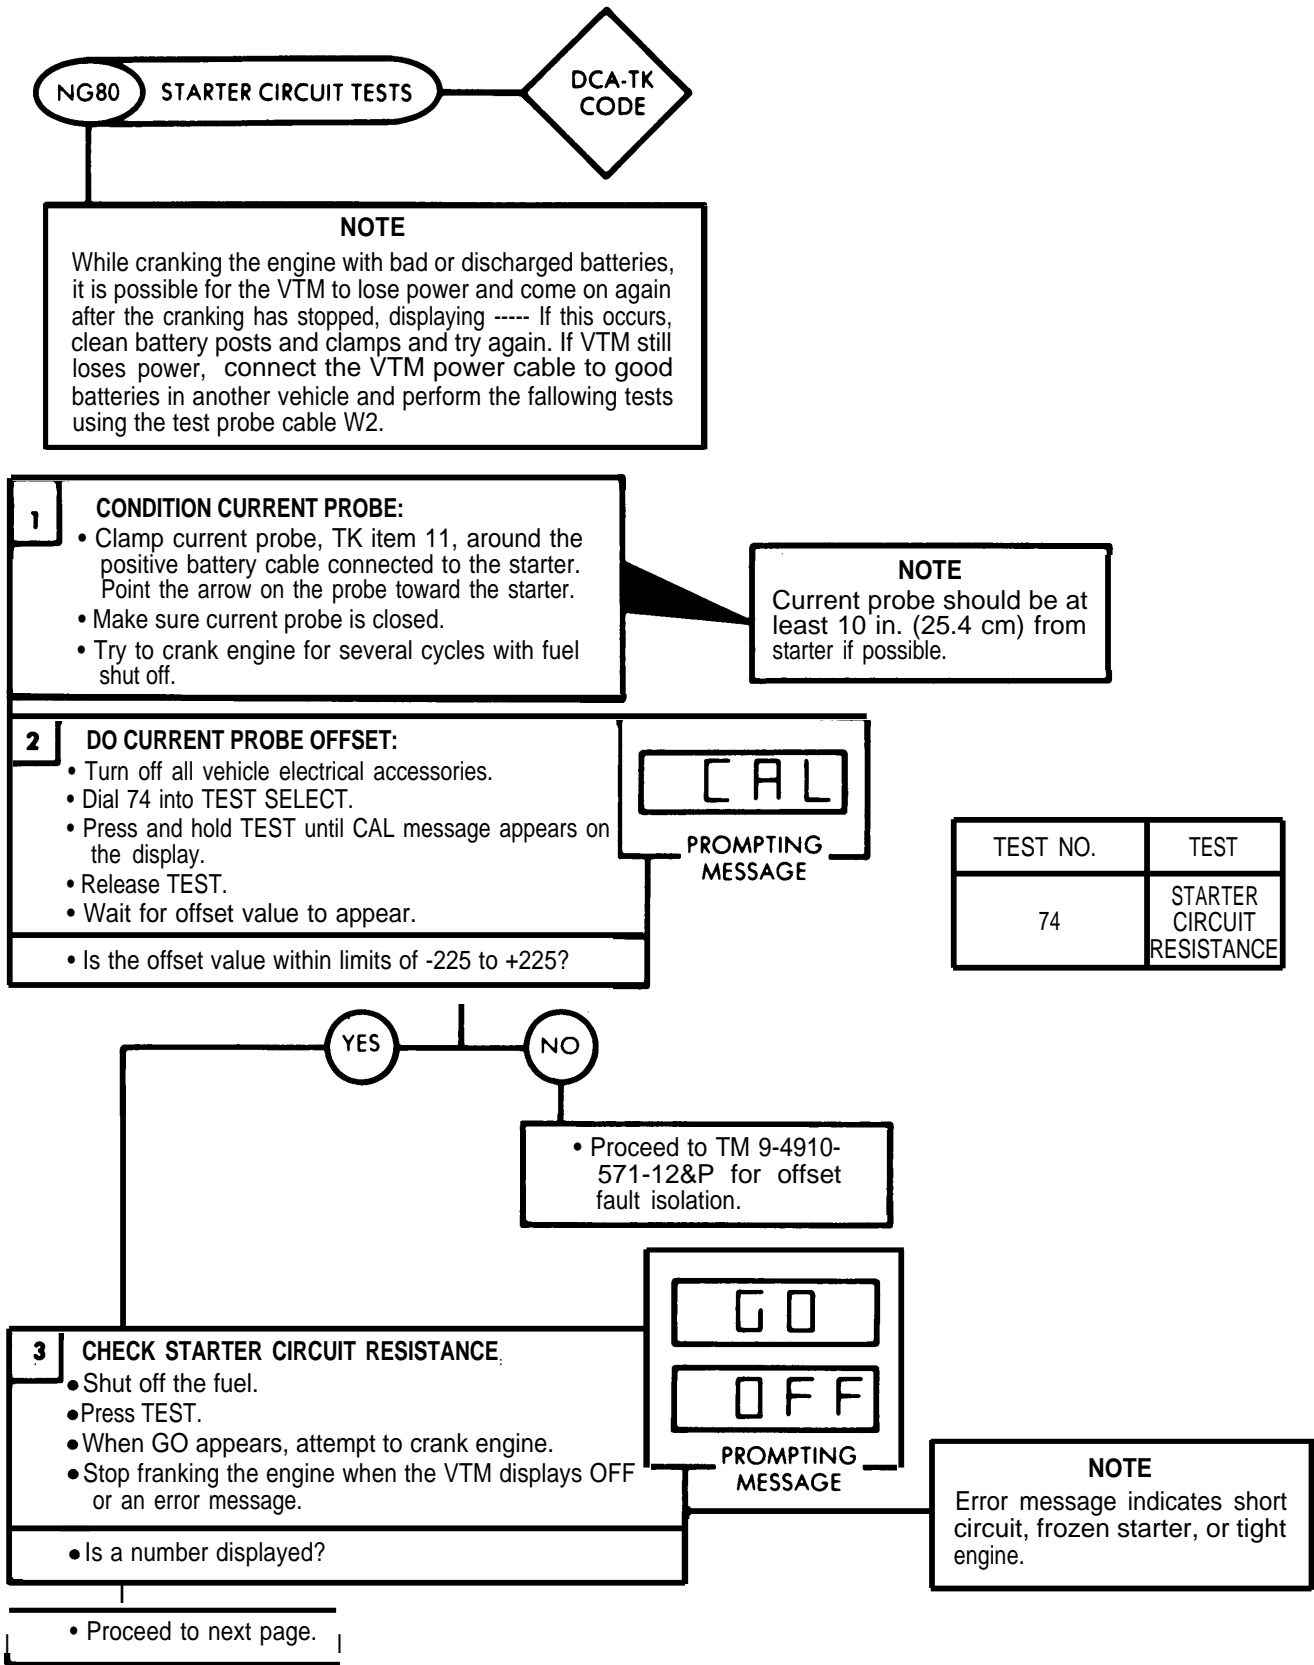 NG80
STARTER CIRCUIT TESTS
DCA-TK
CODE
NOTE
While cranking the engine with bad or discharged batteries,
it is possible for the VTM to lose power and come on again
after the cranking has stopped, displaying ----- If this occurs,
clean battery posts and clamps and try again. If VTM still
loses power, connect the VTM power cable to good
batteries in another vehicle and perform the fallowing tests
using the test probe cable W2.
1 CONDITION CURRENT PROBE:
• Clamp current probe, TK item 11, around the
positive battery cable connected to the starter.
Point the arrow on the probe toward the starter.
• Make sure current probe is closed.
• Try to crank engine for several cycles with fuel
shut off.
NOTE
Current probe should be at
least 10 in. (25.4 cm) from
starter if possible.
2 DO CURRENT PROBE OFFSET:
• Turn off all vehicle electrical accessories.
• Dial 74 into TEST SELECT.
• Press and hold TEST until CAL message appears on
the display.
• Release TEST.
• Wait for offset value to appear.
• Is the offset value within limits of -225 to +225?
CAL
PROMPTING
MESSAGE
TEST NO. TEST
74 STARTER
CIRCUIT
RESISTANCE
YES
NO
• Proceed to TM 9-4910-
571-12&P for offset
fault isolation.
3 CHECK STARTER CIRCUIT RESISTANCE.
• Shut off the fuel.
• Press TEST.
• When GO appears, attempt to crank engine.
• Stop franking the engine when the VTM displays OFF
or an error message.
• Is a number displayed?
GO
OFF
PROMPTING
MESSAGE
NOTE
Error message indicates short
circuit, frozen starter, or tight
engine.
• Proceed to next page.